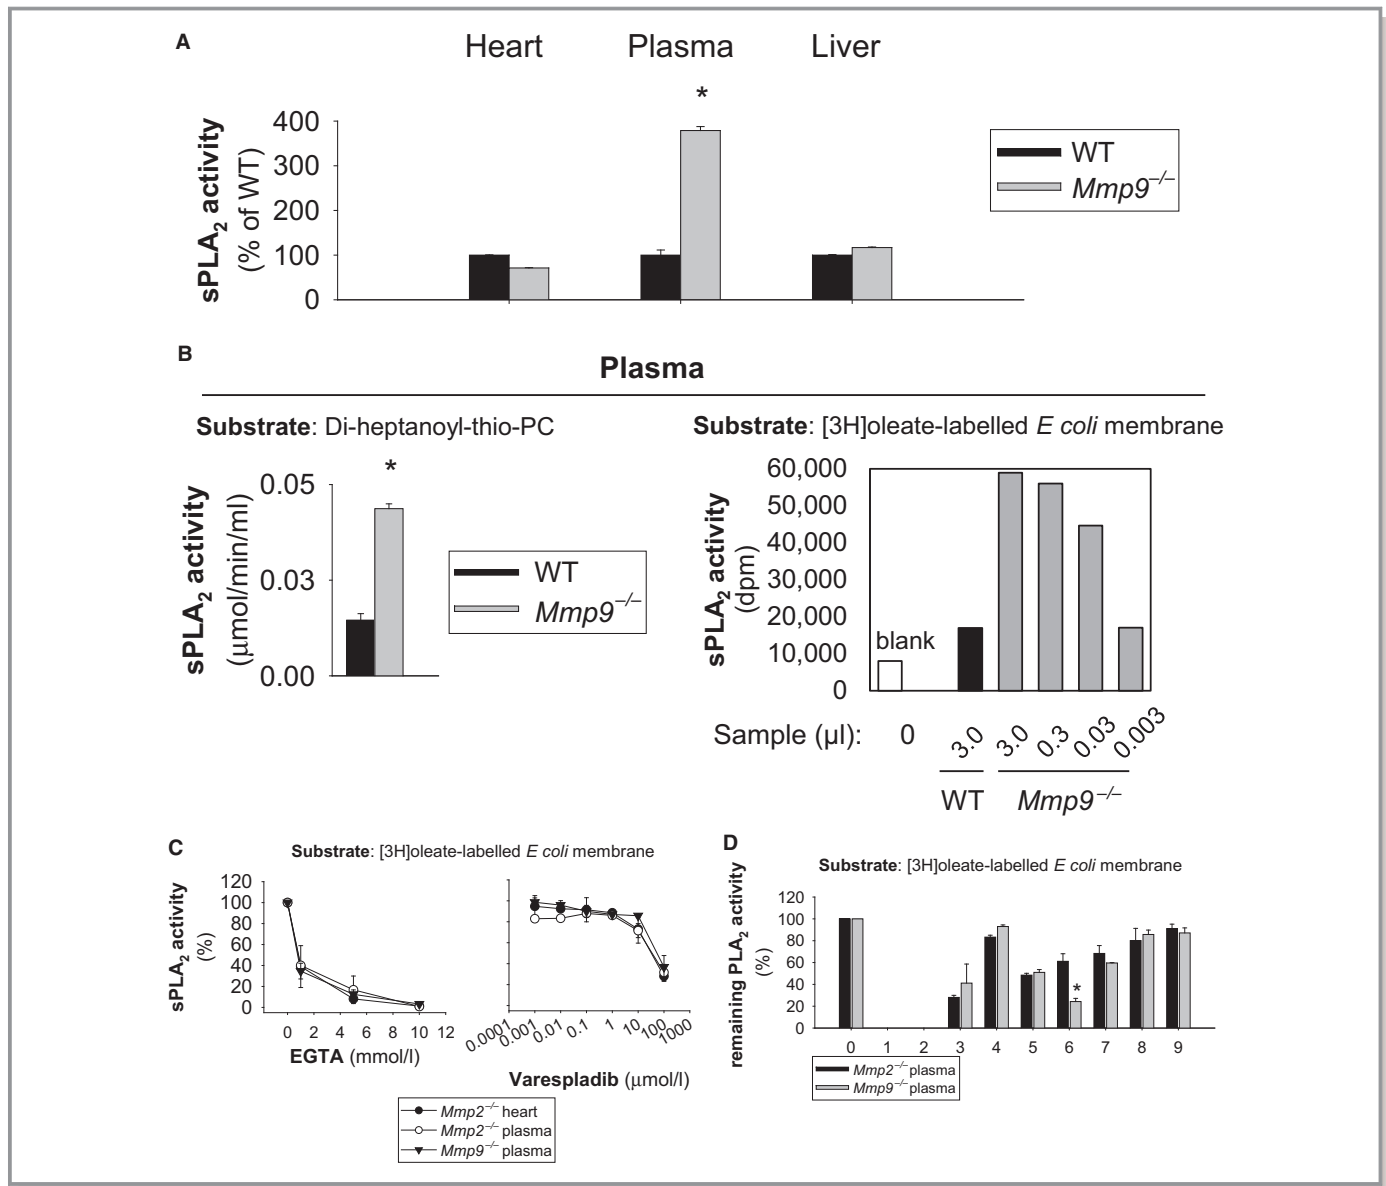 A
Heart Plasma Liver
*
sPLA2 activity
(% of WT)
400
300
200
100
0
WT
Mmp9−/−
B
Plasma
Substrate: Di-heptanoyl-thio-PC
*
sPLA2 activity
(μmol/min/ml)
0.05
0.03
0.00
WT
Mmp9−/−
Substrate: [3H]oleate-labelled E coli membrane
sPLA2 activity
(dpm)
60,000
50,000
40,000
30,000
20,000
10,000
0
blank
Sample (µl): 0 3.0 3.0 0.3 0.03 0.003
WT Mmp9−/−
C
Substrate: [3H]oleate-labelled E coli membrane
sPLA2 activity
(%)
120
100
80
60
40
20
0
0 2 4 6 8 10 12
EGTA (mmol/l)
0.0001 0.001 0.01 0.1 1 10 100 1000
Varespladib (μmol/l)
Mmp2−/− heart
Mmp2−/− plasma
Mmp9−/− plasma
D
Substrate: [3H]oleate-labelled E coli membrane
remaining PLA2 activity
(%)
120
100
80
60
40
20
0
*
0 1 2 3 4 5 6 7 8 9
Mmp2−/− plasma
Mmp9−/− plasma